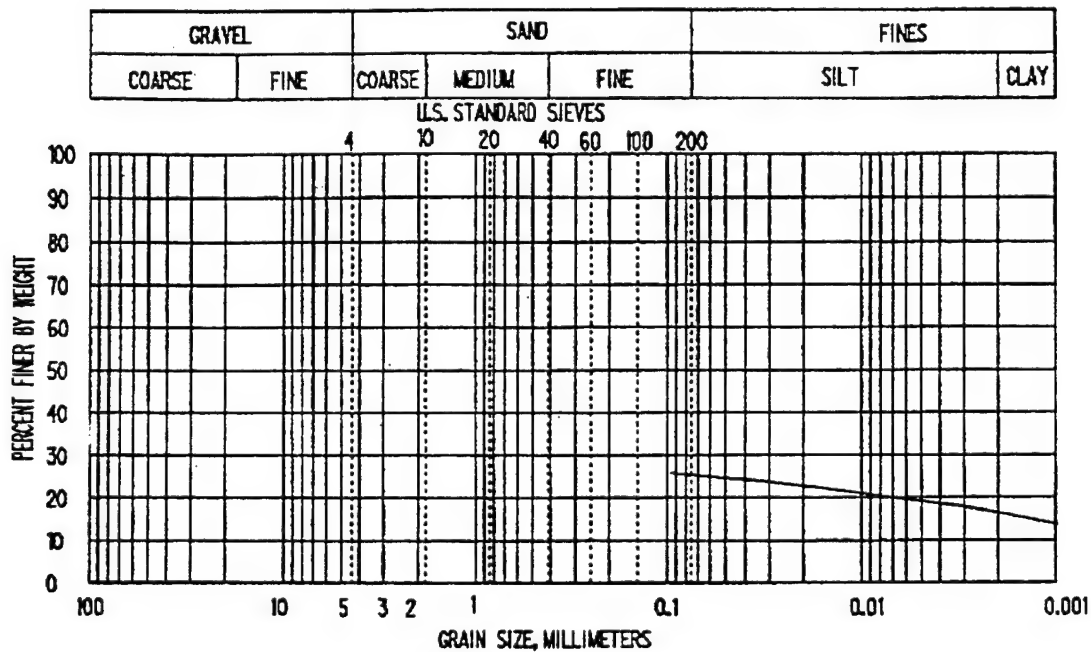 GRAVEL SAND FINES
COARSE FINE COARSE MEDIUM FINE SILT CLAY
U.S. STANDARD SIEVES
4 10 20 40 60 100 200
100
90
80
70
60
50
40
30
20
10
0
PERCENT FINER BY WEIGHT
100 10 5 3 2 1 0.1 0.01 0.001
GRAIN SIZE, MILLIMETERS